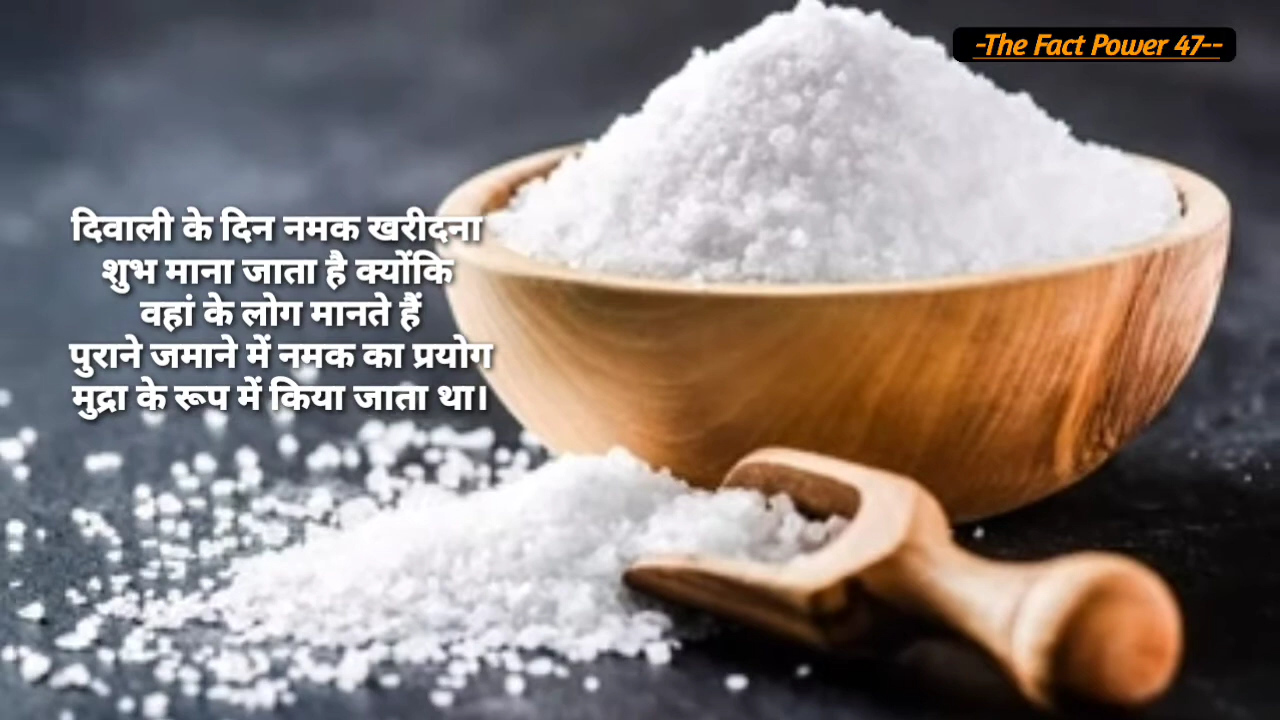 -The Fact Power 47--
दिवाली के दिन नमक खरीदना
शुभ माना जाता है क्योंकि
वहां के लोग मानते हैं
पुराने जमाने में नमक का प्रयोग
मुद्रा के रूप में किया जाता था।